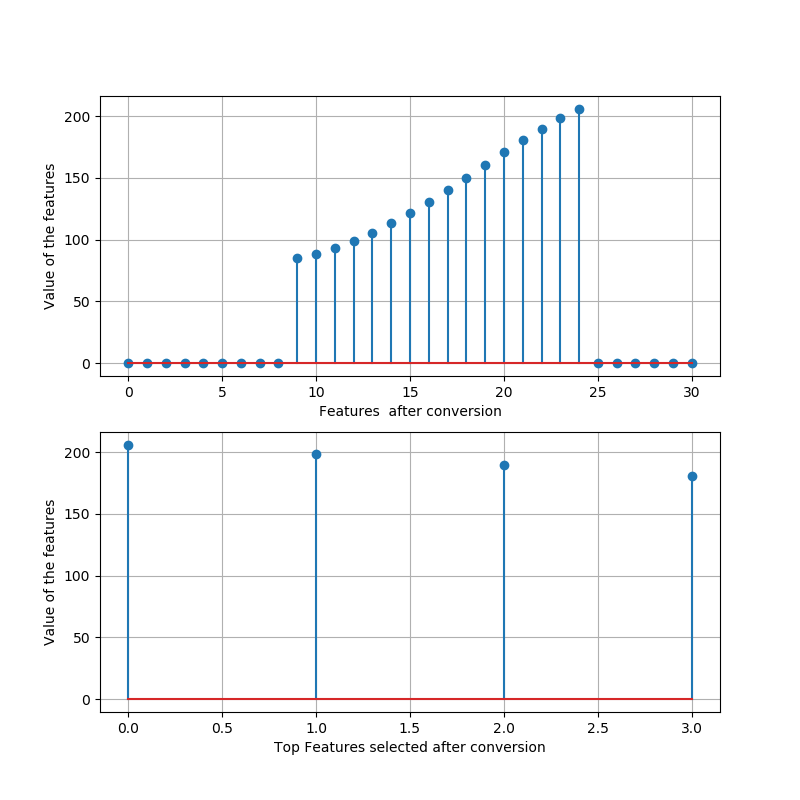 200
150
100
50
0
0 5 10 15 20 25 30
Value of the features
Features  after conversion
200
150
100
50
0
0.0 0.5 1.0 1.5 2.0 2.5 3.0
Value of the features
Top Features selected after conversion